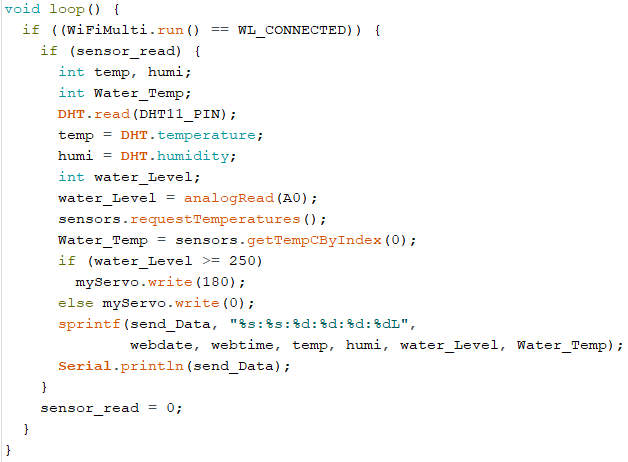 void loop() {
  if ((WiFiMulti.run() == WL_CONNECTED)) {
    if (sensor_read) {
      int temp, humi;
      int Water_Temp;
      DHT.read(DHT11_PIN);
      temp = DHT.temperature;
      humi = DHT.humidity;
      int water_Level;
      water_Level = analogRead(A0);
      sensors.requestTemperatures();
      Water_Temp = sensors.getTempCByIndex(0);
      if (water_Level >= 250)
        myServo.write(180);
      else myServo.write(0);
      sprintf(send_Data, "%s:%s:%d:%d:%d:%dL",
              webdate, webtime, temp, humi, water_Level, Water_Temp);
      Serial.println(send_Data);
    }
    sensor_read = 0;
  }
}